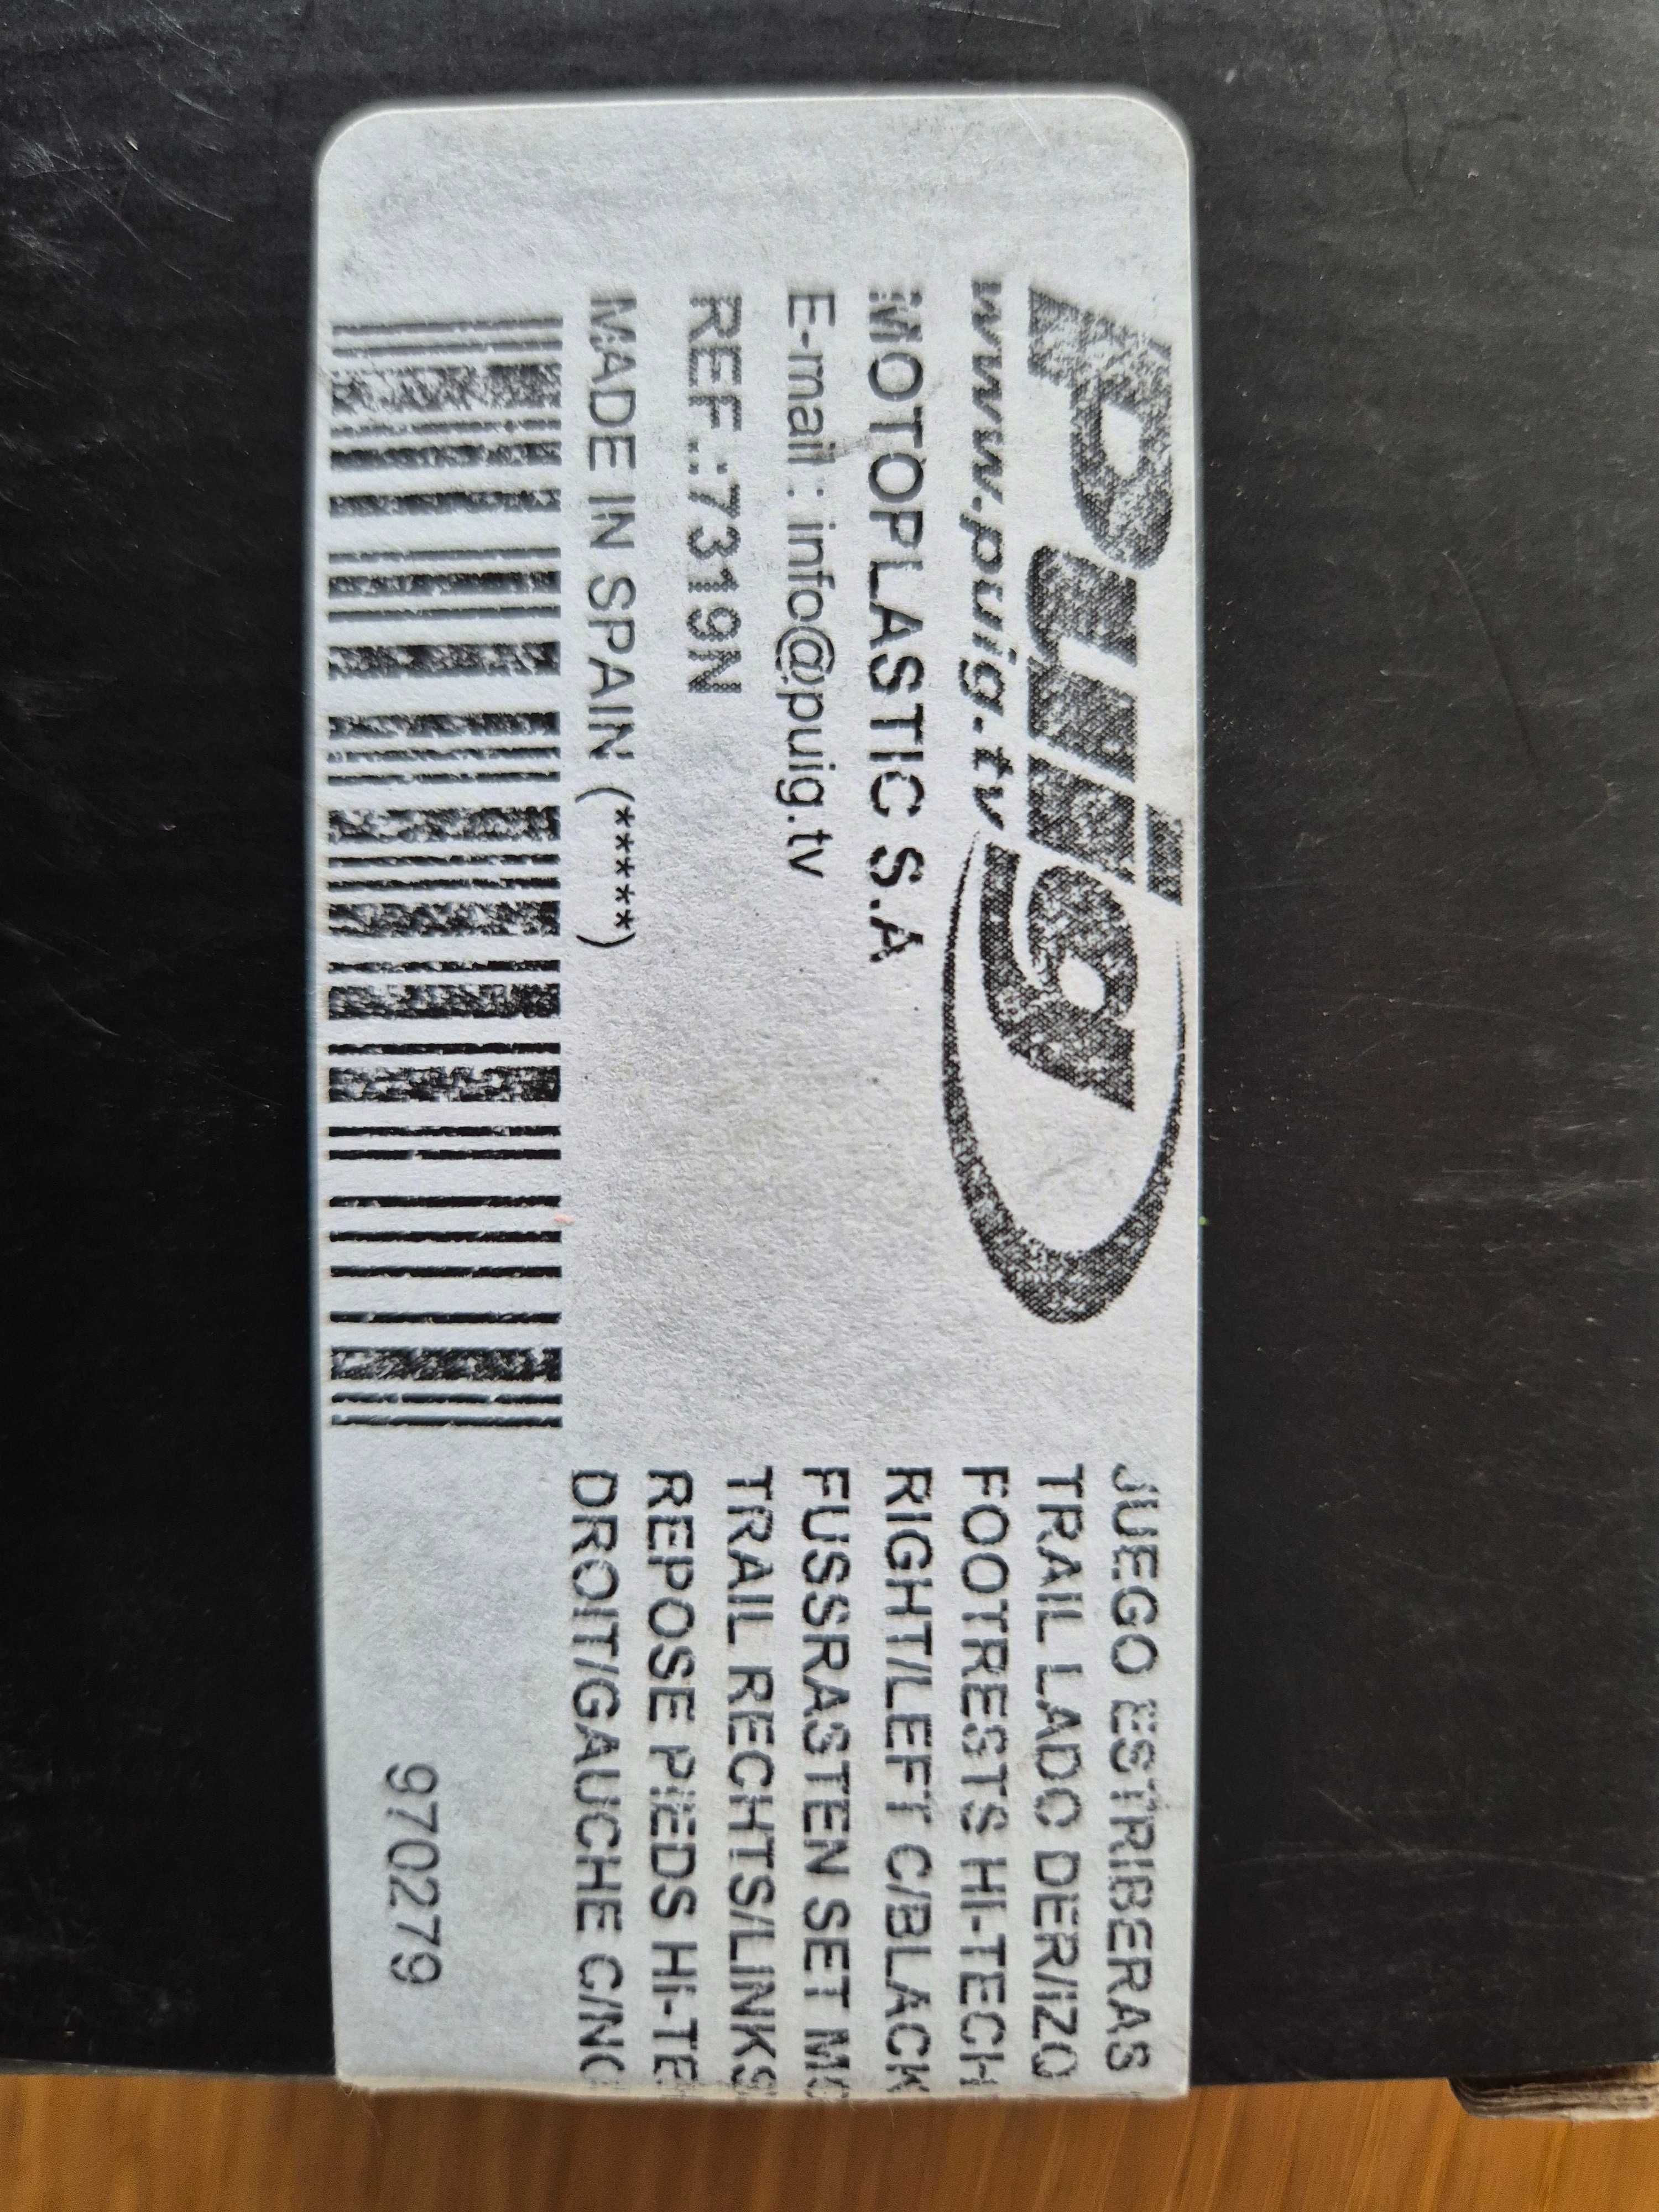 Puig
www.puig.tv
MOTOPLASTIC S.A
E-mail : info@puig.tv
REF.:7319N
MADE IN SPAIN (*****)
JUEGO ESTRIBERAS
TRAIL LADO DER/IZQ
FOOTRESTS HI-TECH
RIGHT/LEFT C/BLACK
FUSSRASTEN SET
TRAIL RECHTS/LINKS
REPOSE PIEDS
DROIT/GAUCHE
970279